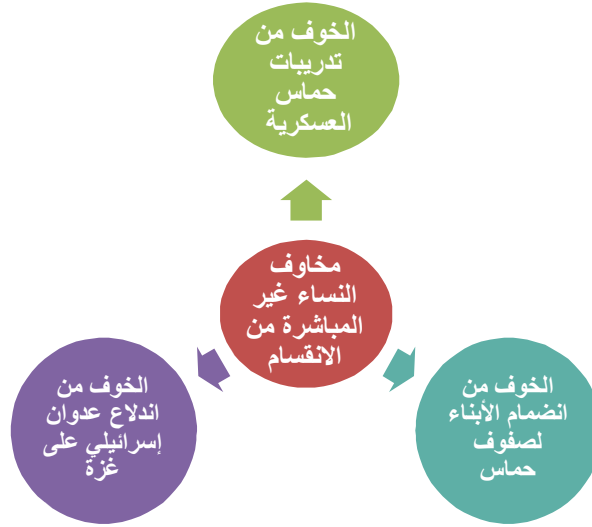 الخوف من
تدريبات
حماس
العسكرية
مخاوف
النساء غير
المباشرة من
الانقسام
الخوف من
انضمام الأبناء
لصفوف
حماس
الخوف من
اندلاع عدوان
إسرائيلي على
غزة